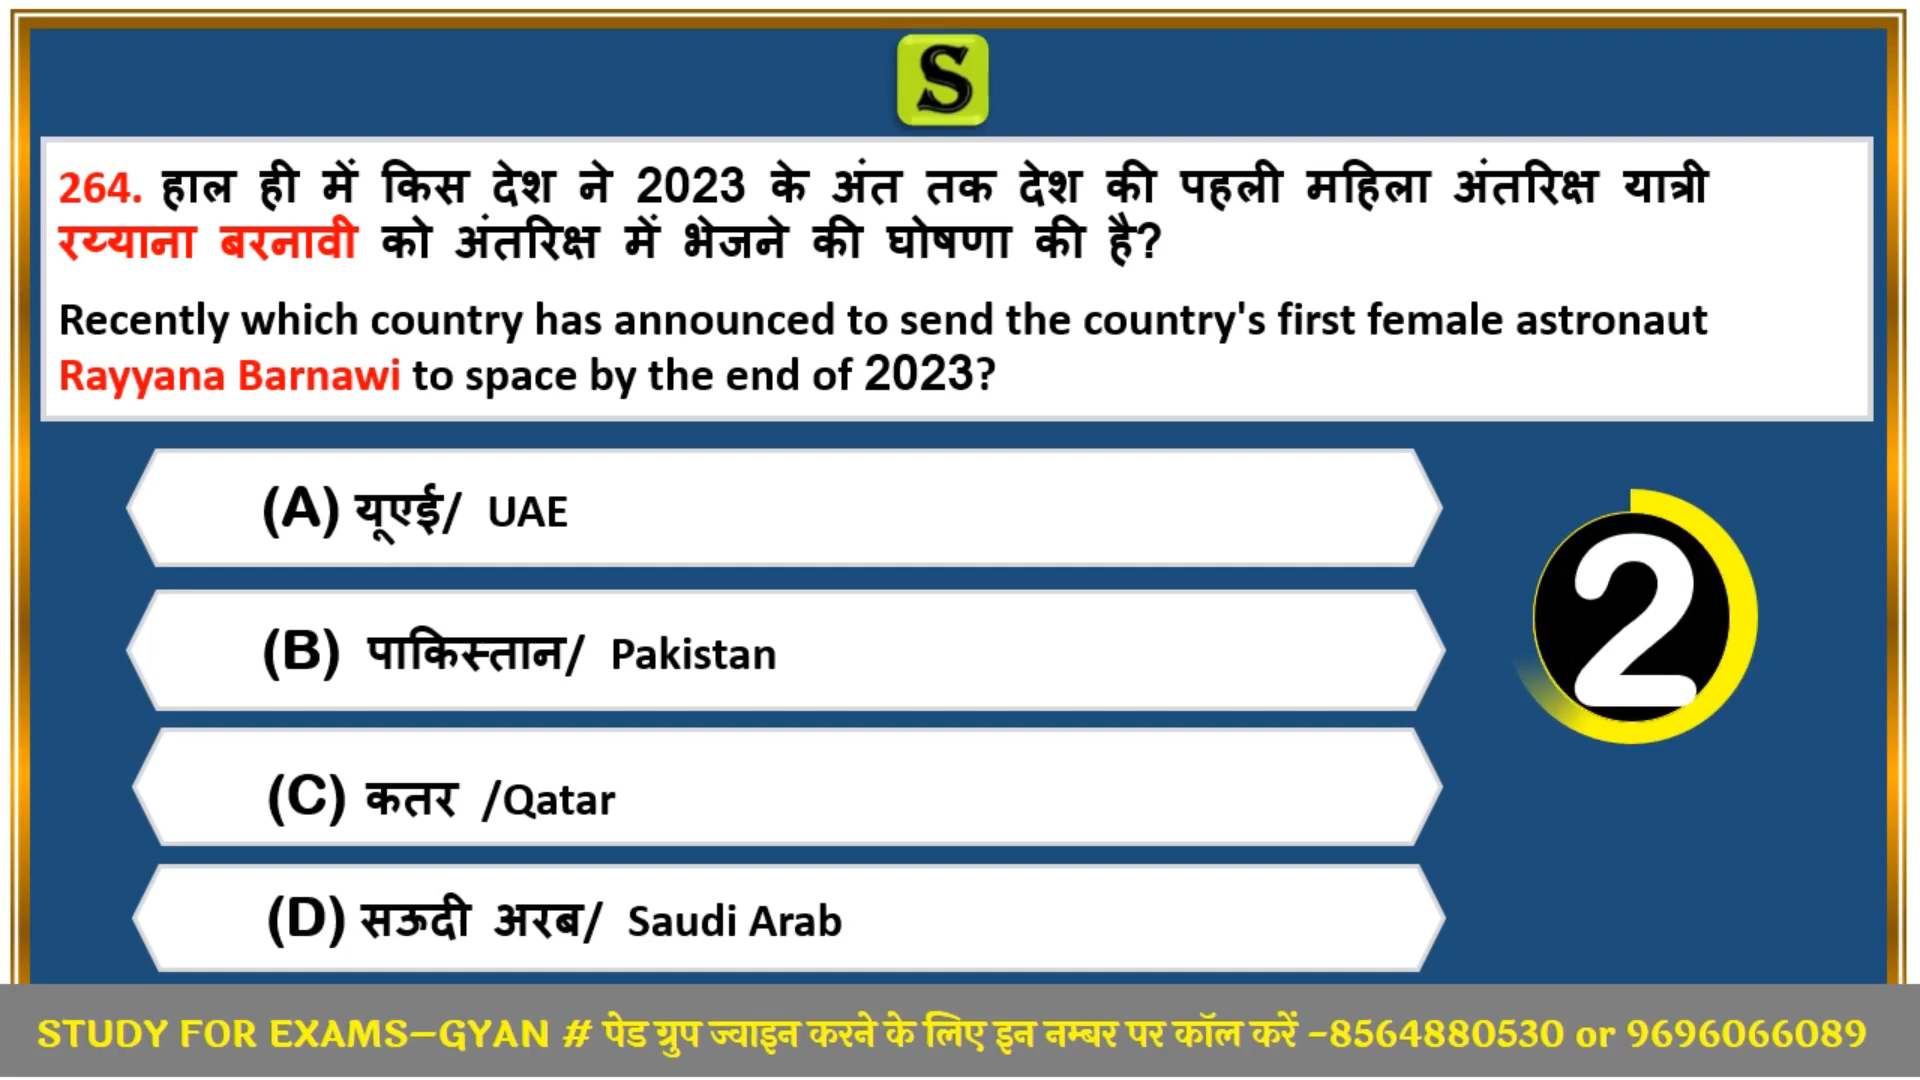 S
264. हाल ही में किस देश ने 2023 के अंत तक देश की पहली महिला अंतरिक्ष यात्री
रय्याना बरनावी को अंतरिक्ष में भेजने की घोषणा की है?
Recently which country has announced to send the country's first female astronaut
Rayyana Barnawi to space by the end of 2023?
(A) यूएई/ UAE
(B) पाकिस्तान/ Pakistan
2
(C) कतर /Qatar
(D) सऊदी अरब/ Saudi Arab
STUDY FOR EXAMS–GYAN # पेड ग्रुप ज्वाइन करने के लिए इन नम्बर पर कॉल करें -8564880530 or 9696066089